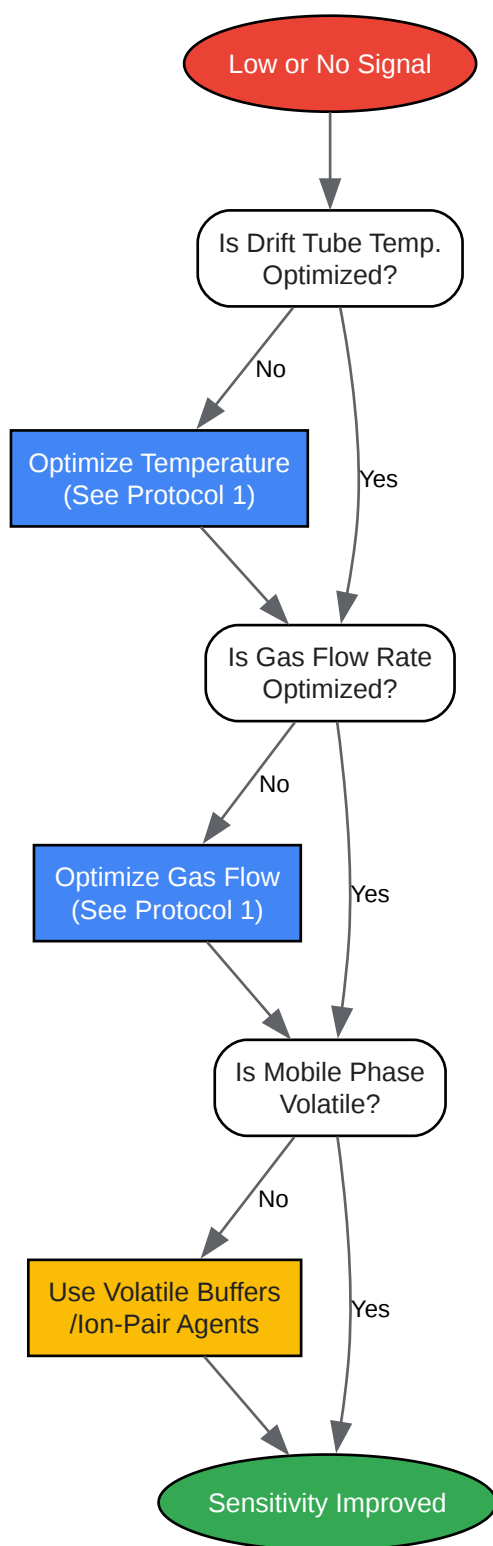 Low or No Signal
Is Drift Tube Temp.
Optimized?
No
Optimize Temperature
(See Protocol 1)
Yes
Is Gas Flow Rate
Optimized?
No
Optimize Gas Flow
(See Protocol 1)
Yes
Is Mobile Phase
Volatile?
No
Use Volatile Buffers
/Ion-Pair Agents
Yes
Sensitivity Improved